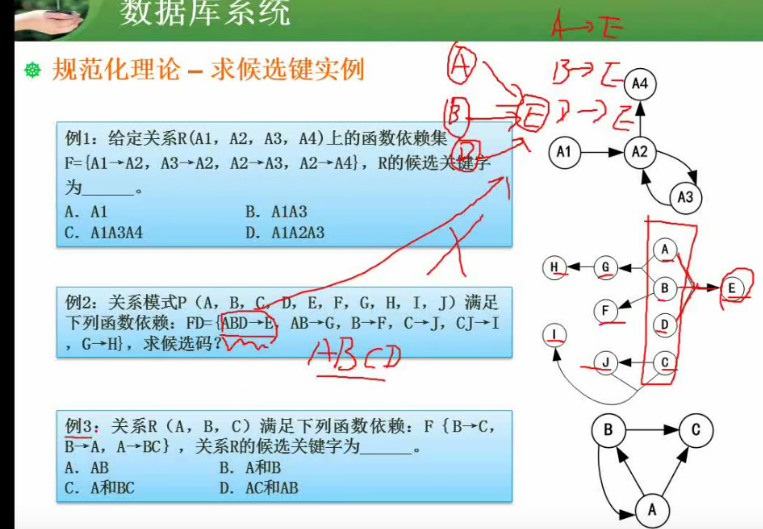 数据库系统
规范化理论 – 求候选键实例
例1：给定关系R(A1，A2，A3，A4)上的函数依赖集
F={A1→A2，A3→A2，A2→A3，A2→A4}，R的候选关键字
为______。
A. A1 B. A1A3
C. A1A3A4 D. A1A2A3
A→E
B→E
D→E
A
B
D
E
A4
A1
A2
A3
例2：关系模式P（A，B，C，D，E，F，G，H，I，J）满足
下列函数依赖：FD={ABD→E，AB→G，B→F，C→J，CJ→I
，G→H}，求候选码？
ABCD
A
H
G
B
E
F
D
I
J
C
例3：关系R（A，B，C）满足下列函数依赖：F｛B→C，
B→A，A→BC｝，关系R的候选关键字为______。
A. AB B. A和B
C. A和BC D. AC和AB
B
C
A